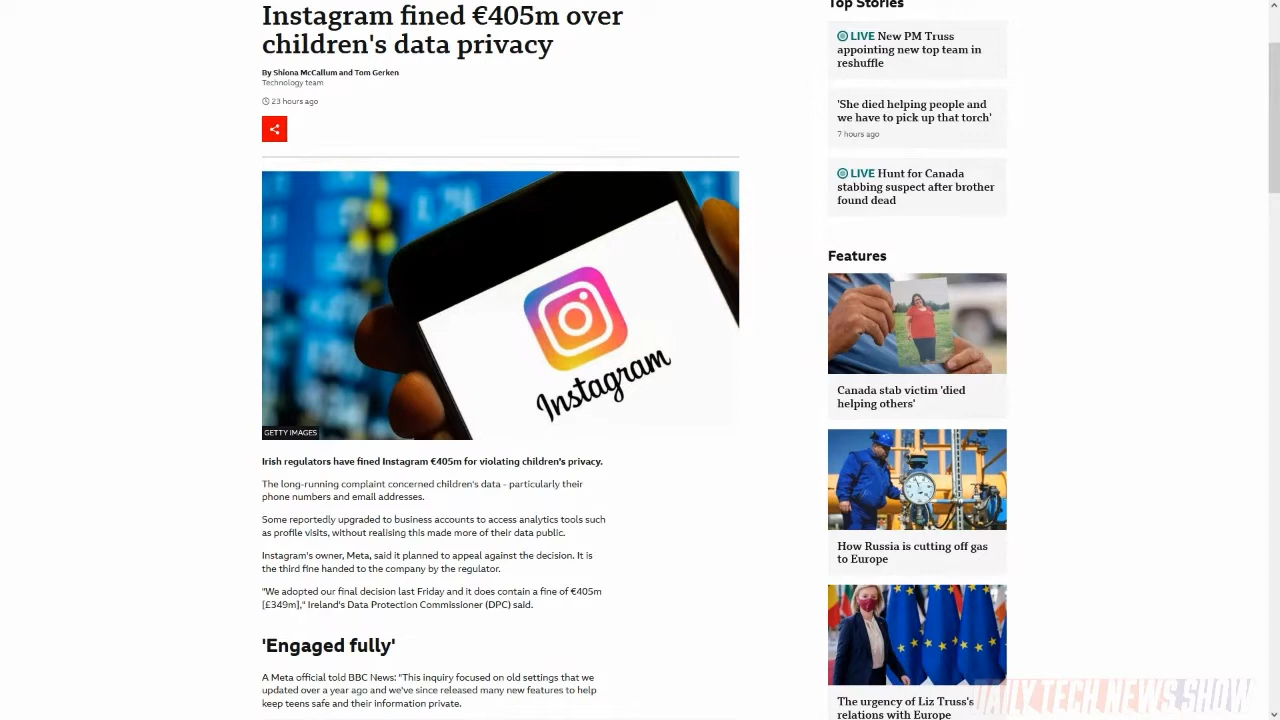 Instagram fined €405m over
children's data privacy
By Shiona McCallum and Tom Gerken
Technology team
23 hours ago
Instagram
GETTY IMAGES
Irish regulators have fined Instagram €405m for violating children's privacy.
The long-running complaint concerned children's data - particularly their
phone numbers and email addresses.
Some reportedly upgraded to business accounts to access analytics tools such
as profile visits, without realising this made more of their data public.
Instagram's owner, Meta, said it planned to appeal against the decision. It is
the third fine handed to the company by the regulator.
"We adopted our final decision last Friday and it does contain a fine of €405m
[£349m]," Ireland's Data Protection Commissioner (DPC) said.
'Engaged fully'
A Meta official told BBC News: "This inquiry focused on old settings that we
updated over a year ago and we've since released many new features to help
keep teens safe and their information private.
Top Stories
LIVE New PM Truss
appointing new top team in
reshuffle
'She died helping people and
we have to pick up that torch'
7 hours ago
LIVE Hunt for Canada
stabbing suspect after brother
found dead
Features
Canada stab victim 'died
helping others'
How Russia is cutting off gas
to Europe
The urgency of Liz Truss's
relations with Europe
DAILY TECH NEWS SHOW